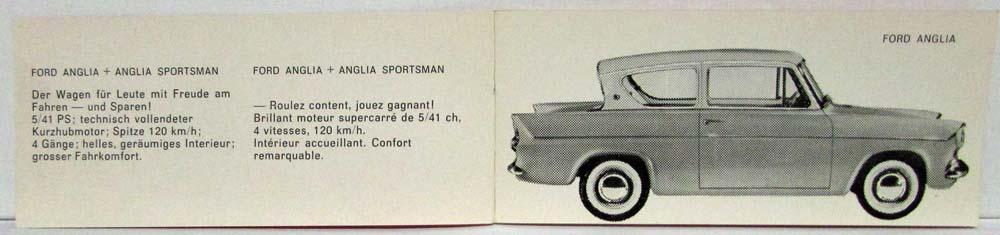 FORD ANGLIA + ANGLIA SPORTSMAN
Der Wagen für Leute mit Freude am
Fahren — und Sparen!
5/41 PS; technisch vollendeter
Kurzhubmotor; Spitze 120 km/h;
4 Gänge; helles, geräumiges Interieur;
grosser Fahrkomfort.
FORD ANGLIA + ANGLIA SPORTSMAN
— Roulez content, jouez gagnant!
Brillant moteur supercarré de 5/41 ch,
4 vitesses, 120 km/h.
Intérieur accueillant. Confort
remarquable.
FORD ANGLIA